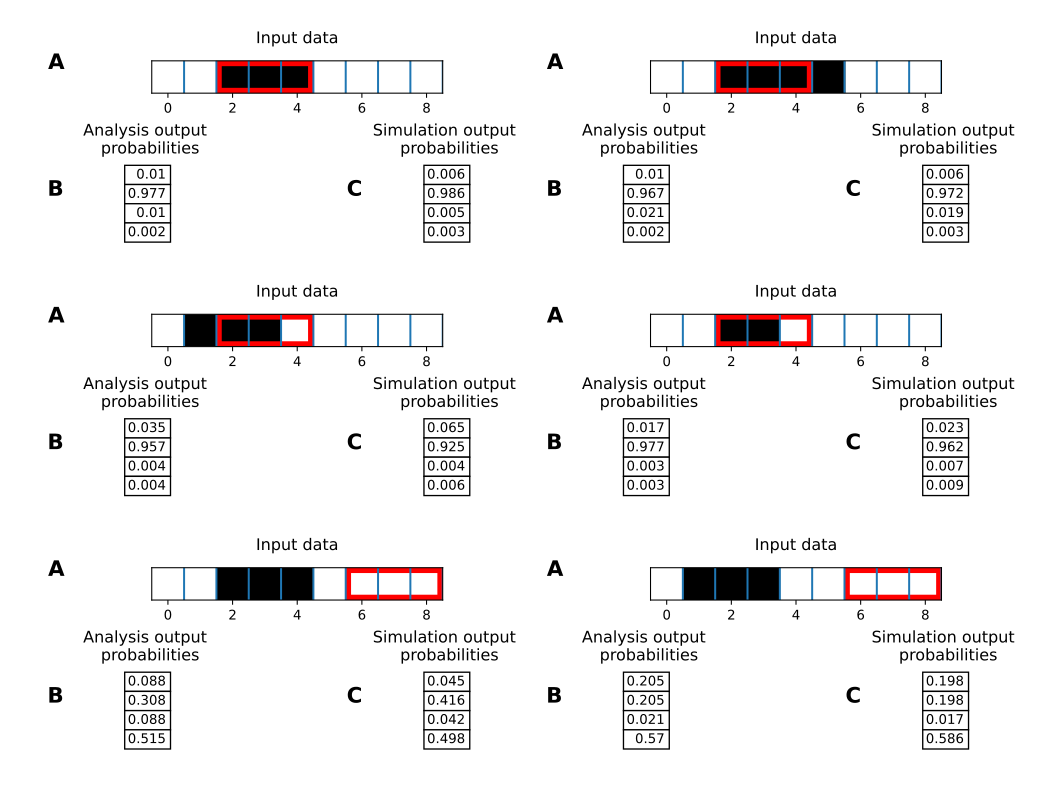 Input data
A
0 2 4 6 8
Analysis output
probabilities
Simulation output
probabilities
B
0.01
0.977
0.01
0.002
C
0.006
0.986
0.005
0.003
Input data
A
0 2 4 6 8
Analysis output
probabilities
Simulation output
probabilities
B
0.01
0.967
0.021
0.002
C
0.006
0.972
0.019
0.003
Input data
A
0 2 4 6 8
Analysis output
probabilities
Simulation output
probabilities
B
0.035
0.957
0.004
0.004
C
0.065
0.925
0.004
0.006
Input data
A
0 2 4 6 8
Analysis output
probabilities
Simulation output
probabilities
B
0.017
0.977
0.003
0.003
C
0.023
0.962
0.007
0.009
Input data
A
0 2 4 6 8
Analysis output
probabilities
Simulation output
probabilities
B
0.088
0.308
0.088
0.515
C
0.045
0.416
0.042
0.498
Input data
A
0 2 4 6 8
Analysis output
probabilities
Simulation output
probabilities
B
0.205
0.205
0.021
0.57
C
0.198
0.198
0.017
0.586